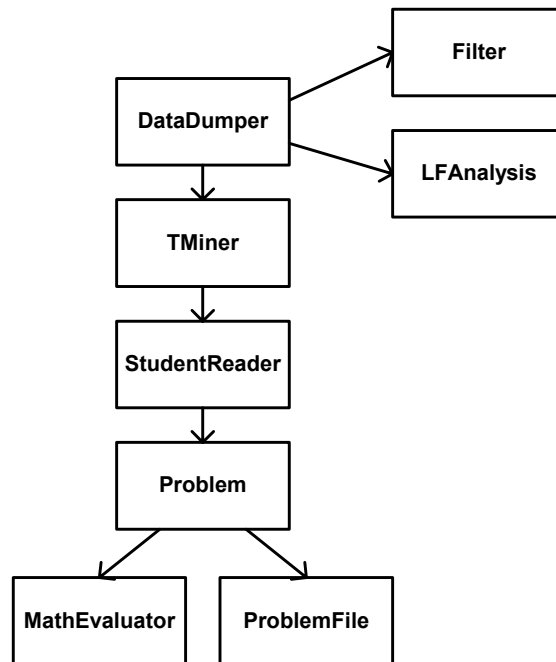 Filter
DataDumper
LFAnalysis
TMiner
StudentReader
Problem
MathEvaluator
ProblemFile